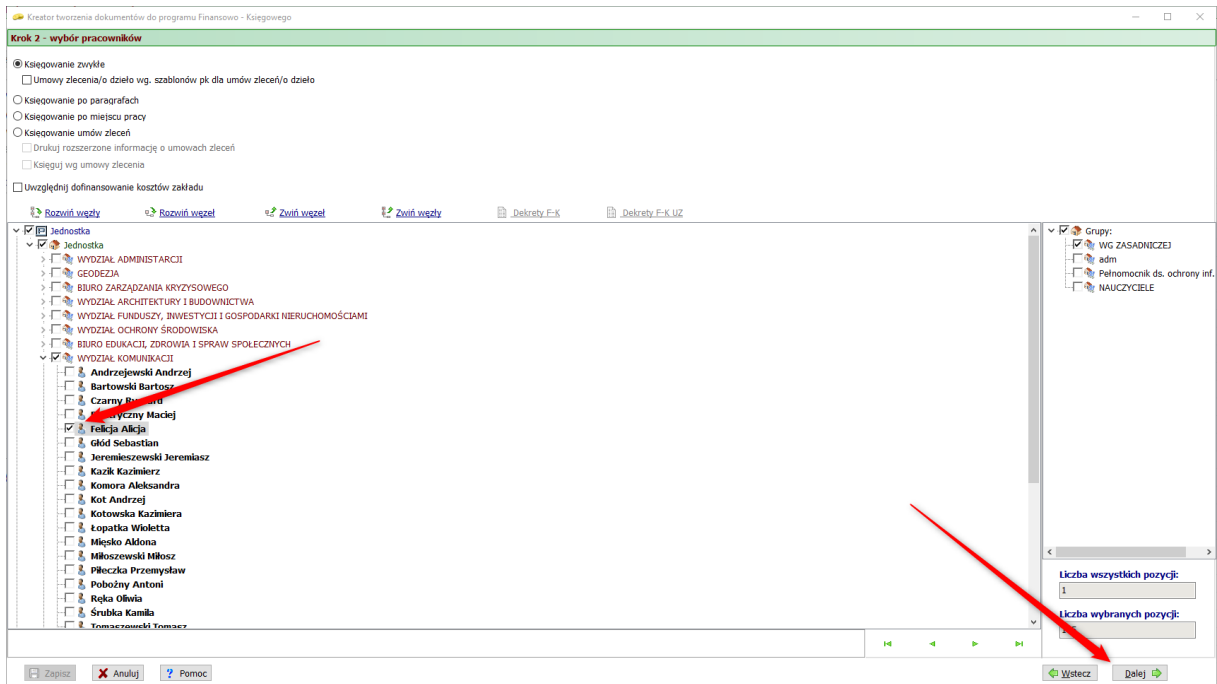 Kreator tworzenia dokumentów do programu Finansowo - Księgowego
Krok 2 - wybór pracowników
Księgowanie zwykłe
Umowy zlecenia/o dzieło wg. szablonów pk dla umów zleceń/o dzieło
Księgowanie po paragrafach
Księgowanie po miejscu pracy
Księgowanie umów zleceń
Drukuj rozszerzone informację o umowach zleceń
Księguj wg umowy zlecenia
Uwzględnij dofinansowanie kosztów zakładu
Rozwiń węzły Rozwiń węzeł Zwiń węzeł Zwiń węzły Dekrety F-K Dekrety F-K UZ
Jednostka
Jednostka
WYDZIAŁ ADMINISTARCJI
GEODEZJA
BIURO ZARZĄDZANIA KRYZYSOWEGO
WYDZIAŁ ARCHITEKTURY I BUDOWNICTWA
WYDZIAŁ FUNDUSZY, INWESTYCJI I GOSPODARKI NIERUCHOMOŚCIAMI
WYDZIAŁ OCHRONY ŚRODOWISKA
BIURO EDUKACJI, ZDROWIA I SPRAW SPOŁECZNYCH
WYDZIAŁ KOMUNIKACJI
Andrzejewski Andrzej
Bartowski Bartosz
Czarny
Maciej
Felicja Alicja
Głód Sebastian
Jeremieszewski Jeremiasz
Kazik Kazimierz
Komora Aleksandra
Kot Andrzej
Kotowska Kazimiera
Łopatka Wioletta
Mięsko Aldona
Miłoszewski Miłosz
Piłeczka Przemysław
Pobożny Antoni
Ręka Oliwia
Śrubka Kamila
Tomaszewski Tomasz
Grupy:
WG ZASADNICZEJ
adm
Pełnomocnik ds. ochrony inf.
NAUCZYCIELE
Liczba wszystkich pozycji:
1
Liczba wybranych pozycji:
Zapisz Anuluj ? Pomoc Wstecz Dalej